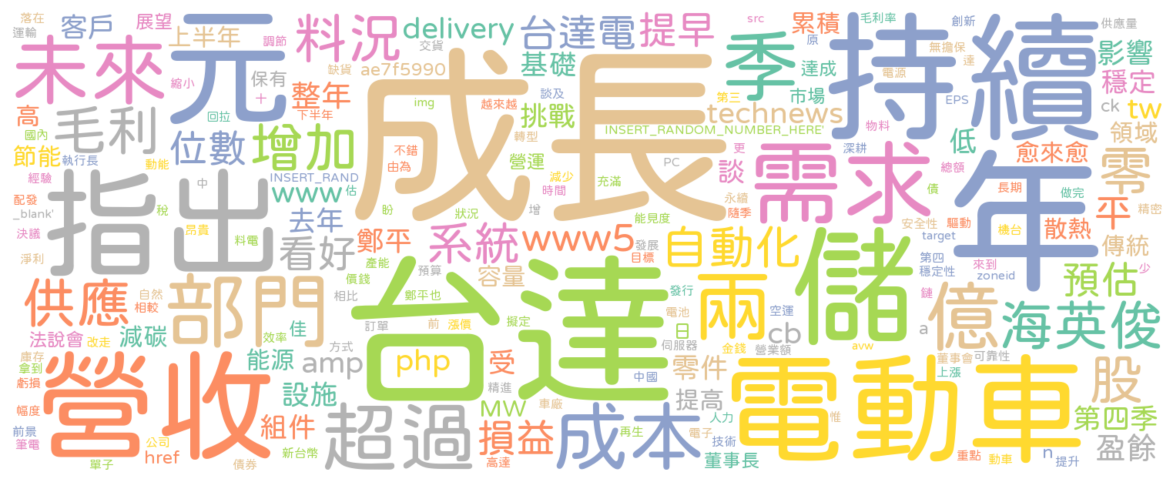 落在 客戶 展望
運輸 上半年 調節
未來 元 料況 delivery 台達電 提早
交貨 缺貨 ae7f5990 基礎 談及
src 累積 毛利率 創新 供應量
原 達成 電源 無擔保 達 影響
季 持續 市場 EPS 穩定
高 縮小 保有 十 整年 下半年
img 越來越 挑戰 第三 technews
ck tw
毛利 回拉 成長 轉型 INSERT_RANDOM_NUMBER_HERE' 物料 低 領域
國內 位數 增加 不錯 營運 PC 更 深耕 總額 愈來愈 零
節能 執行長 動能 由為 減少 談 需求 債 長期 做完
經驗 中 INSERT_RAND 估 時間 充滿 永續 年 平 精密
配發 指出 www 盼 狀況 增 能見度 隨季 安全性 驅動 散熱
_blank' 稅 昂貴 去年 鄭平 系統 www5 發展 自動化 儲 target 機台 傳統
決議 料電 看好 產能 目標 第四 來到 少
淨利 預算 容量 穩定性 zoneid 預估
供應 自然 部門 價錢 台達 發行 兩 空運 鏈 億 海英俊
相較 相比 鄭平也 電池 日 cb a
法說會 改走 減碳 效率 佳 訂單 前 漲價 擬定 伺服器 金錢 營業額 avw 董事會 可靠性
庫存 能源 方式 amp php 受 零件 上漲
拿到
虧損 營收 設施 精進 中國 電動車 股
幅度 MW 車廠 提高 人力 惟 第四季
前景 組件 超過 損益 再生 成本 電子 技術
筆電 公司 href 新台幣 n 盈餘
單子 債券 高達 董事長 重點 動車 提升